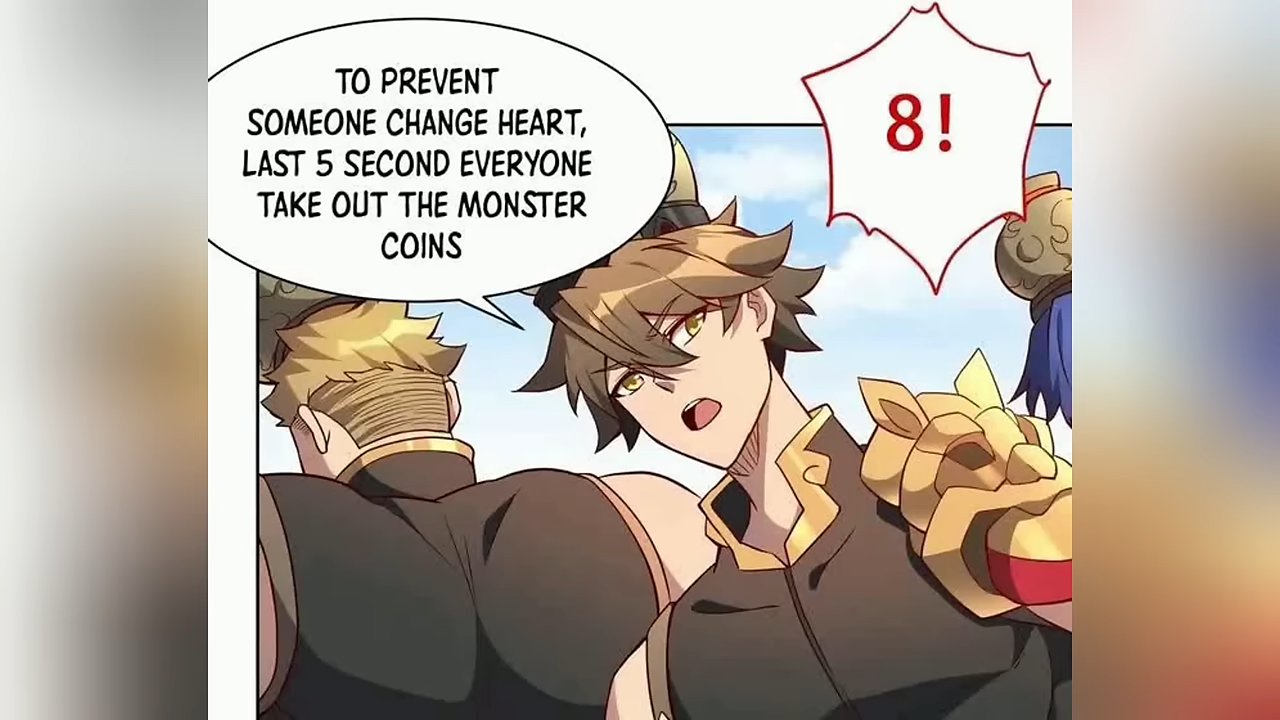 TO PREVENT
SOMEONE CHANGE HEART,
LAST 5 SECOND EVERYONE
TAKE OUT THE MONSTER
COINS
8!